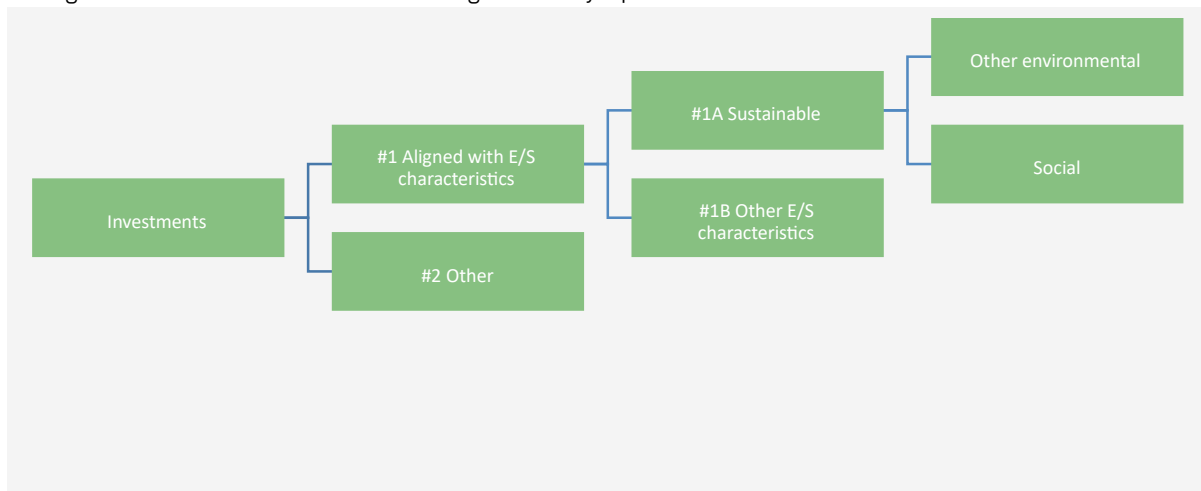 Other environmental
#1A Sustainable
#1 Aligned with E/S
characteristics
Social
Investments
#1B Other E/S
characteristics
#2 Other